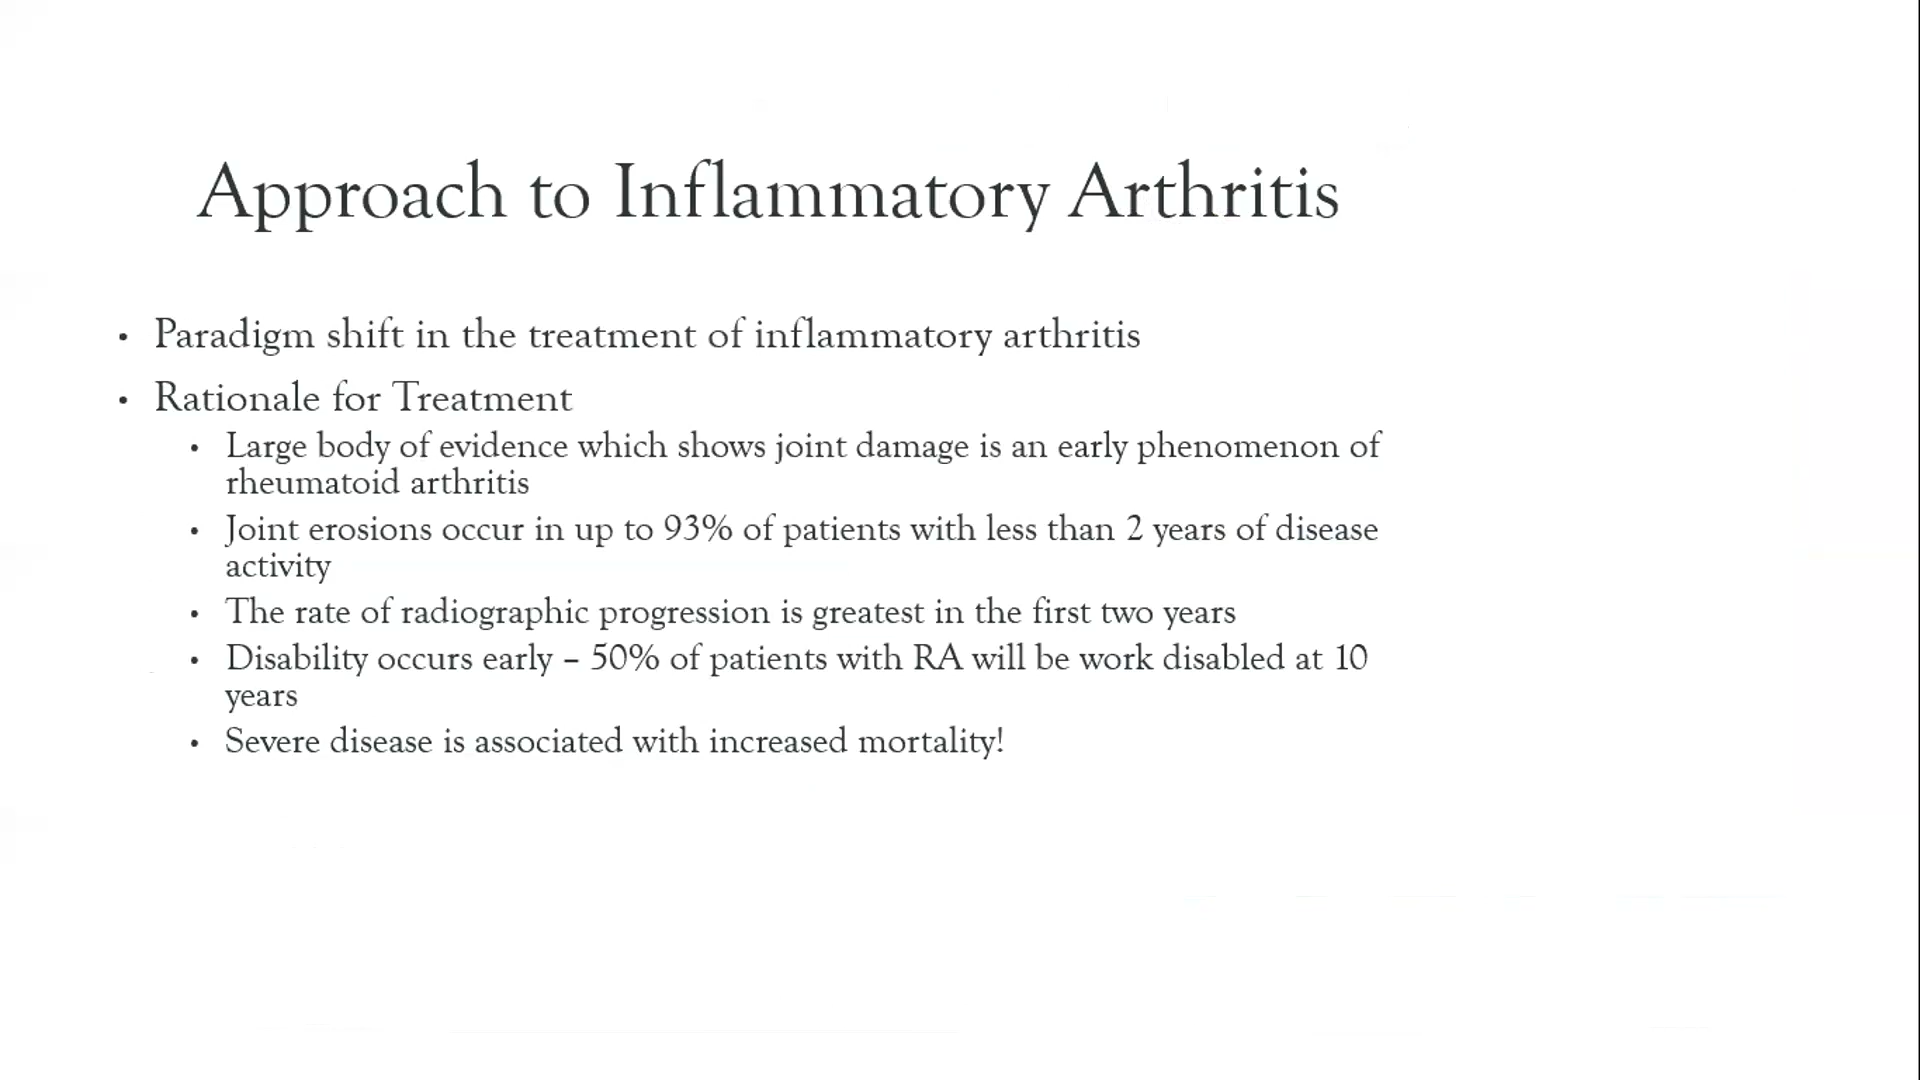 Approach to Inflammatory Arthritis
• Paradigm shift in the treatment of inflammatory arthritis
• Rationale for Treatment
• Large body of evidence which shows joint damage is an early phenomenon of
rheumatoid arthritis
• Joint erosions occur in up to 93% of patients with less than 2 years of disease
activity
• The rate of radiographic progression is greatest in the first two years
• Disability occurs early – 50% of patients with RA will be work disabled at 10
years
• Severe disease is associated with increased mortality!